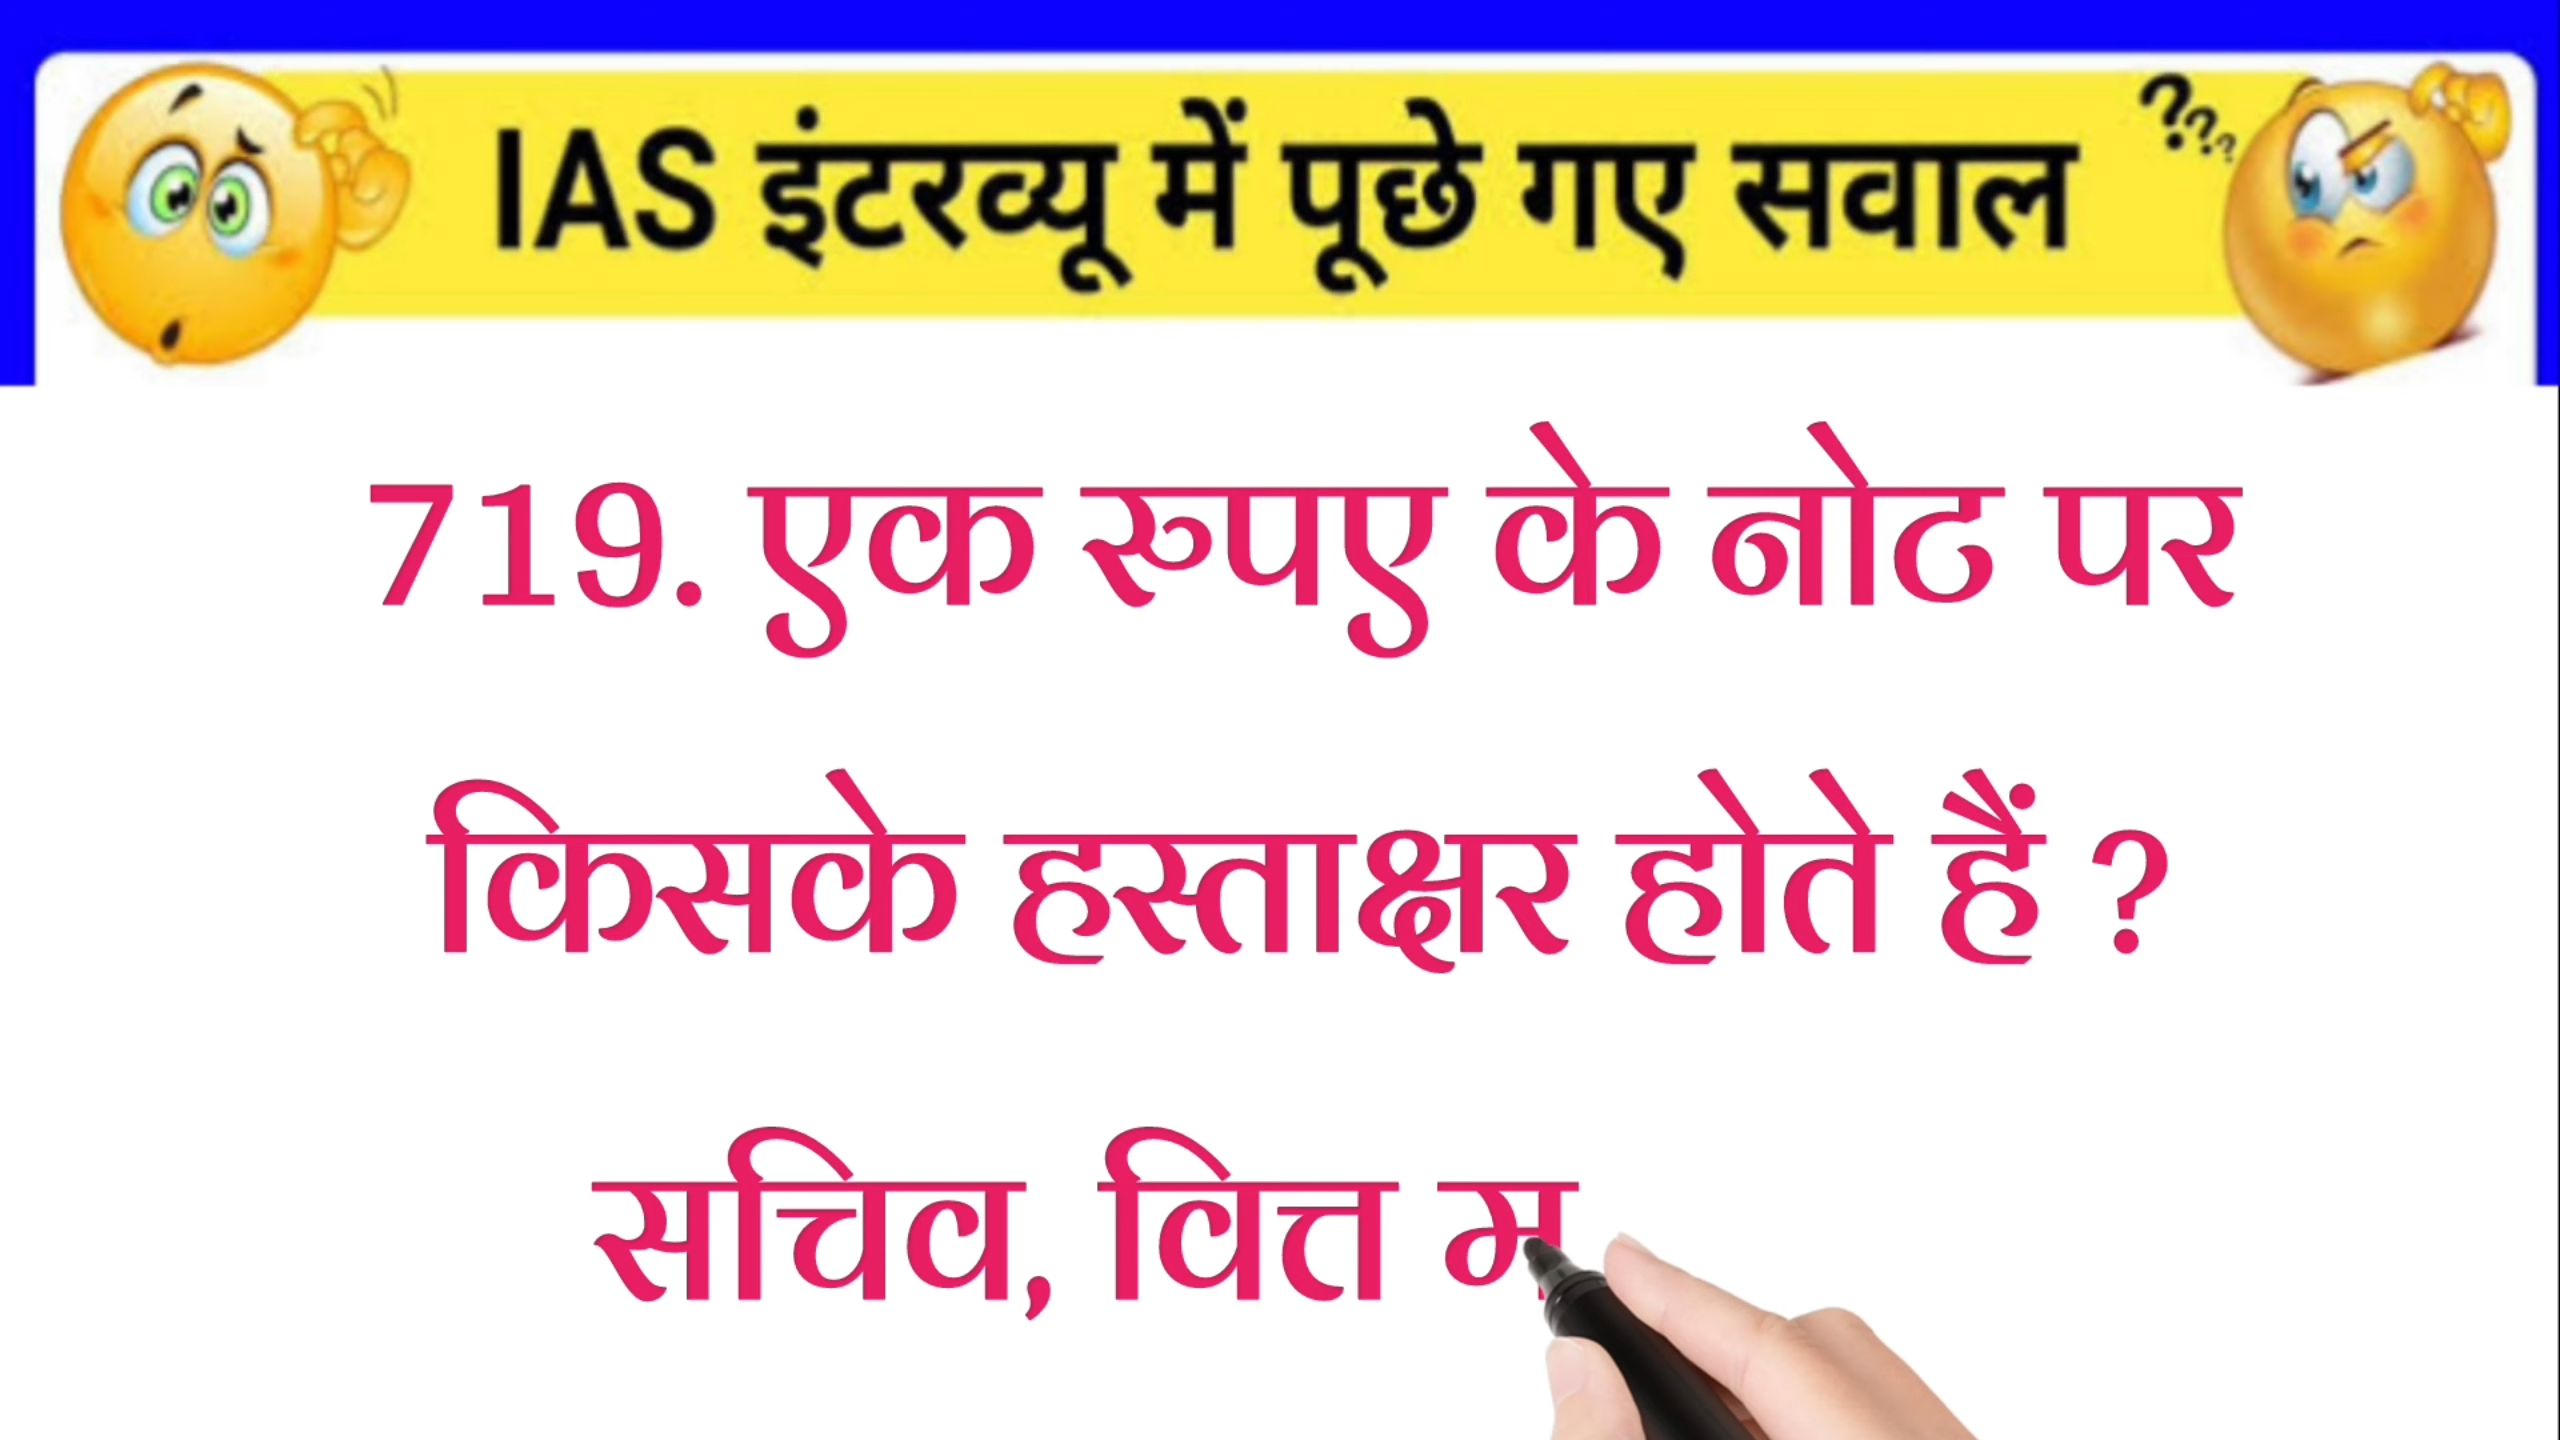 IAS इंटरव्यू में पूछे गए सवाल
???
719. एक रुपए के नोट पर
किसके हस्ताक्षर होते हैं ?
सचिव, वित्त म